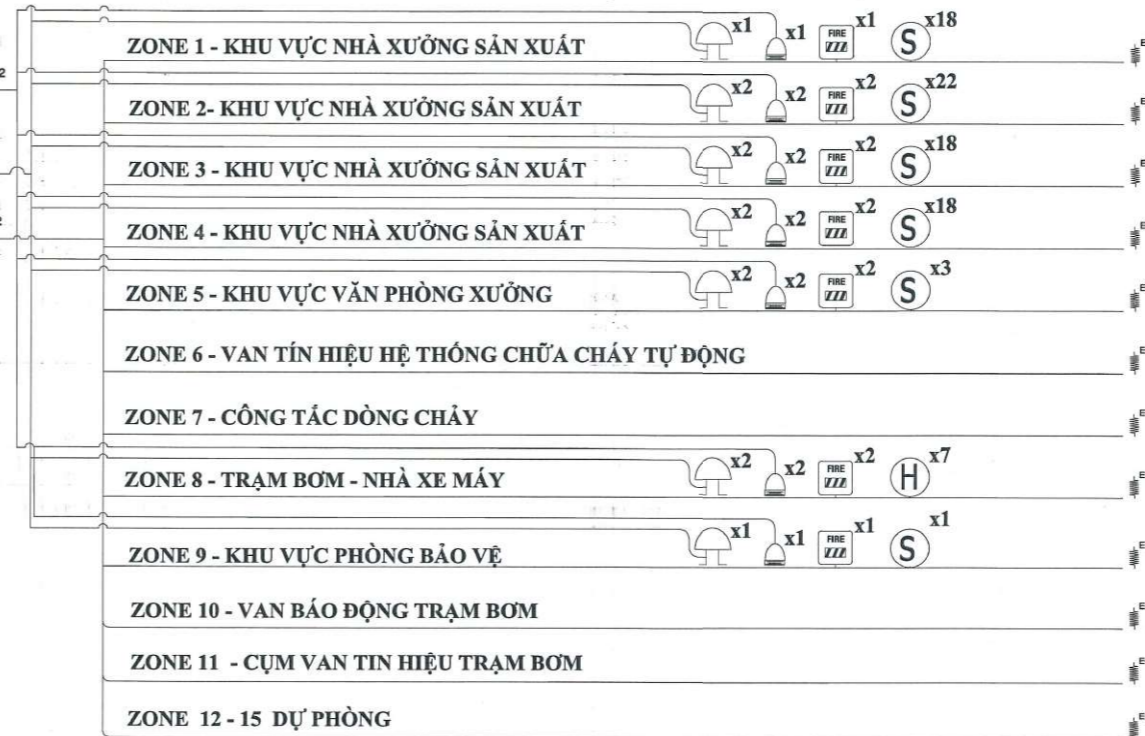 ZONE 1 - KHU VỰC NHÀ XƯỞNG SẢN XUẤT x1 x1 FIRE x1 S x18
2
ZONE 2- KHU VỰC NHÀ XƯỞNG SẢN XUẤT x2 x2 FIRE x2 S x22
ZONE 3 - KHU VỰC NHÀ XƯỞNG SẢN XUẤT x2 x2 FIRE x2 S x18
2
ZONE 4 - KHU VỰC NHÀ XƯỞNG SẢN XUẤT x2 x2 FIRE x2 S x18
ZONE 5 - KHU VỰC VĂN PHÒNG XƯỞNG x2 x2 FIRE x2 S x3
ZONE 6 - VAN TÍN HIỆU HỆ THỐNG CHỮA CHÁY TỰ ĐỘNG
ZONE 7 - CÔNG TẮC DÒNG CHẢY
ZONE 8 - TRẠM BƠM - NHÀ XE MÁY x2 x2 FIRE x2 H x7
ZONE 9 - KHU VỰC PHÒNG BẢO VỆ x1 x1 FIRE x1 S x1
ZONE 10 - VAN BÁO ĐỘNG TRẠM BƠM
ZONE 11 - CỤM VAN TIN HIỆU TRẠM BƠM
ZONE 12 - 15 DỰ PHÒNG